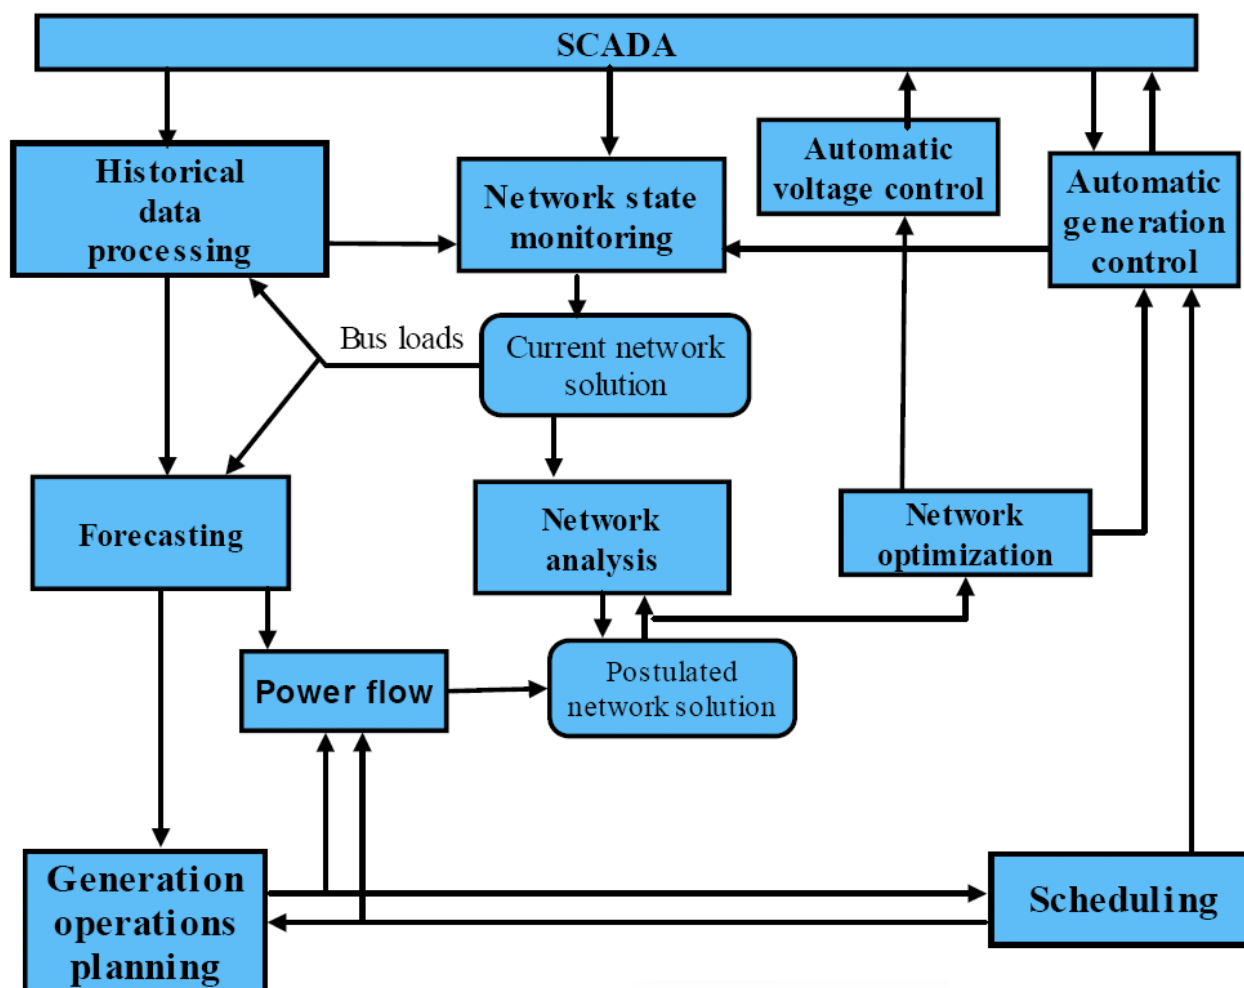 SCADA
Historical
data
processing
Network state
monitoring
Automatic
voltage control
Automatic
generation
control
Bus loads
Current network
solution
Forecasting
Network
analysis
Network
optimization
Power flow
Postulated
network solution
Generation
operations
planning
Scheduling